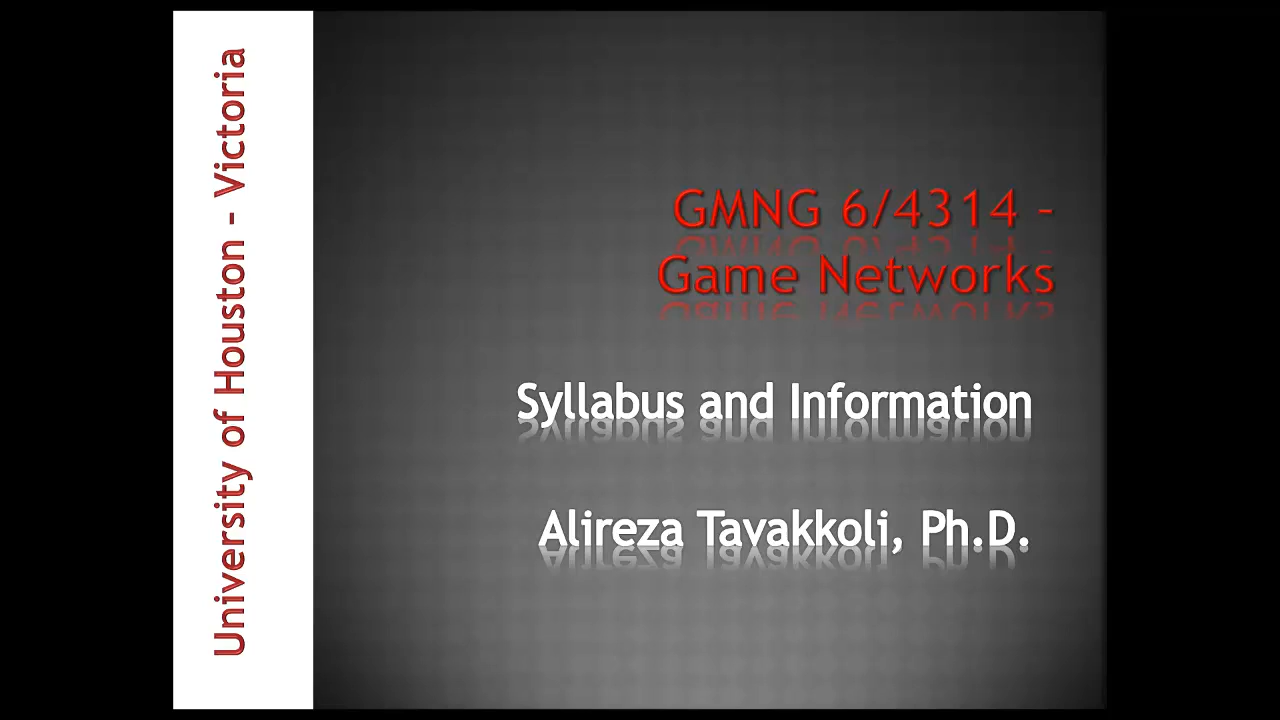 University of Houston - Victoria
GMNG 6/4314 -
Game Networks
Syllabus and Information
Alireza Tavakkoli, Ph.D.